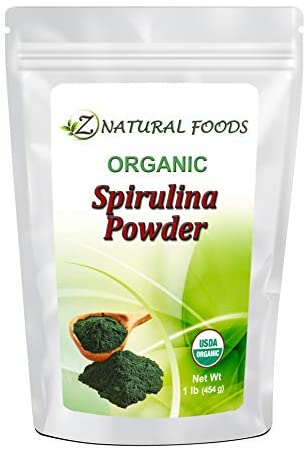 Z NATURAL FOODS
ORGANIC
Spirulina
Powder
USDA
ORGANIC
Net Wt
1 lb (454 g)